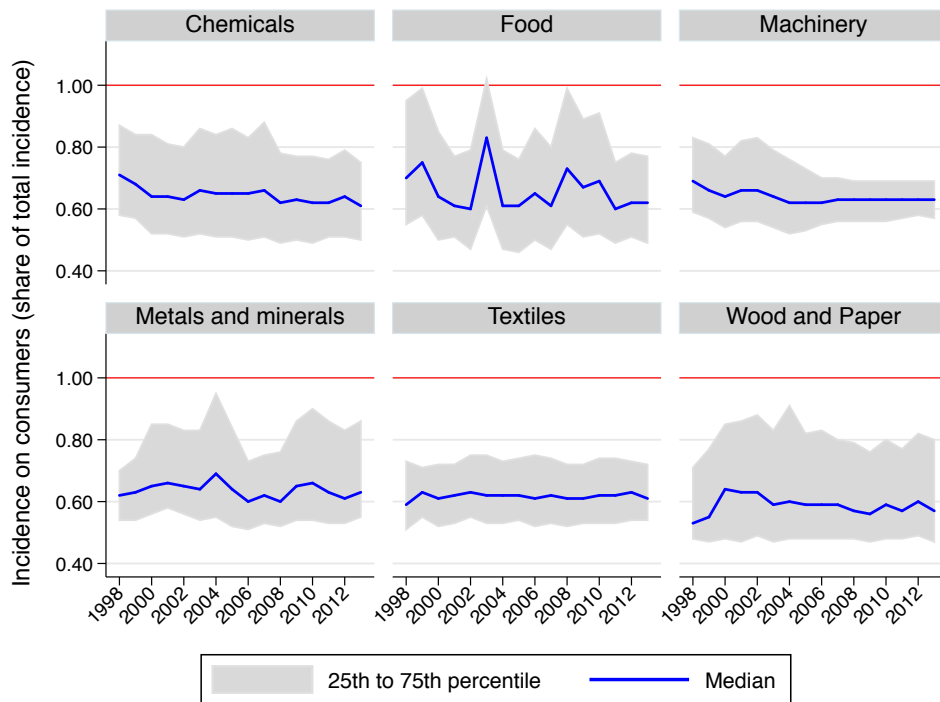 Incidence on consumers (share of total incidence)
Chemicals
Food
Machinery
1.00
0.80
0.60
0.40
Metals and minerals
Textiles
Wood and Paper
1.00
0.80
0.60
0.40
1998 2000 2002 2004 2006 2008 2010 2012
1998 2000 2002 2004 2006 2008 2010 2012
1998 2000 2002 2004 2006 2008 2010 2012
25th to 75th percentile
Median